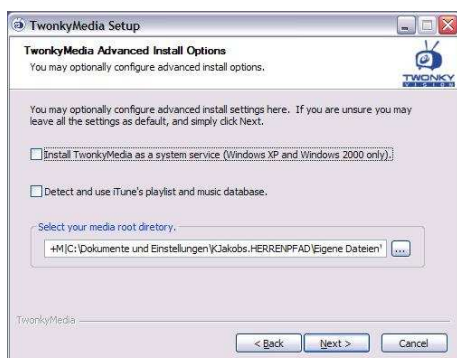 TwonkyMedia Setup
TwonkyMedia Advanced Install Options
You may optionally configure advanced install options.
TWONKY
VISION
You may optionally configure advanced install settings here. If you are unsure you may
leave all the settings as default, and simply click Next.
Install TwonkyMedia as a system service (Windows XP and Windows 2000 only).
Detect and use iTune's playlist and music database.
Select your media root diretory.
+M|C:\Dokumente und Einstellungen\KJakobs.HERRENPFAD\Eigene Dateien\
...
TwonkyMedia
< Back
Next >
Cancel